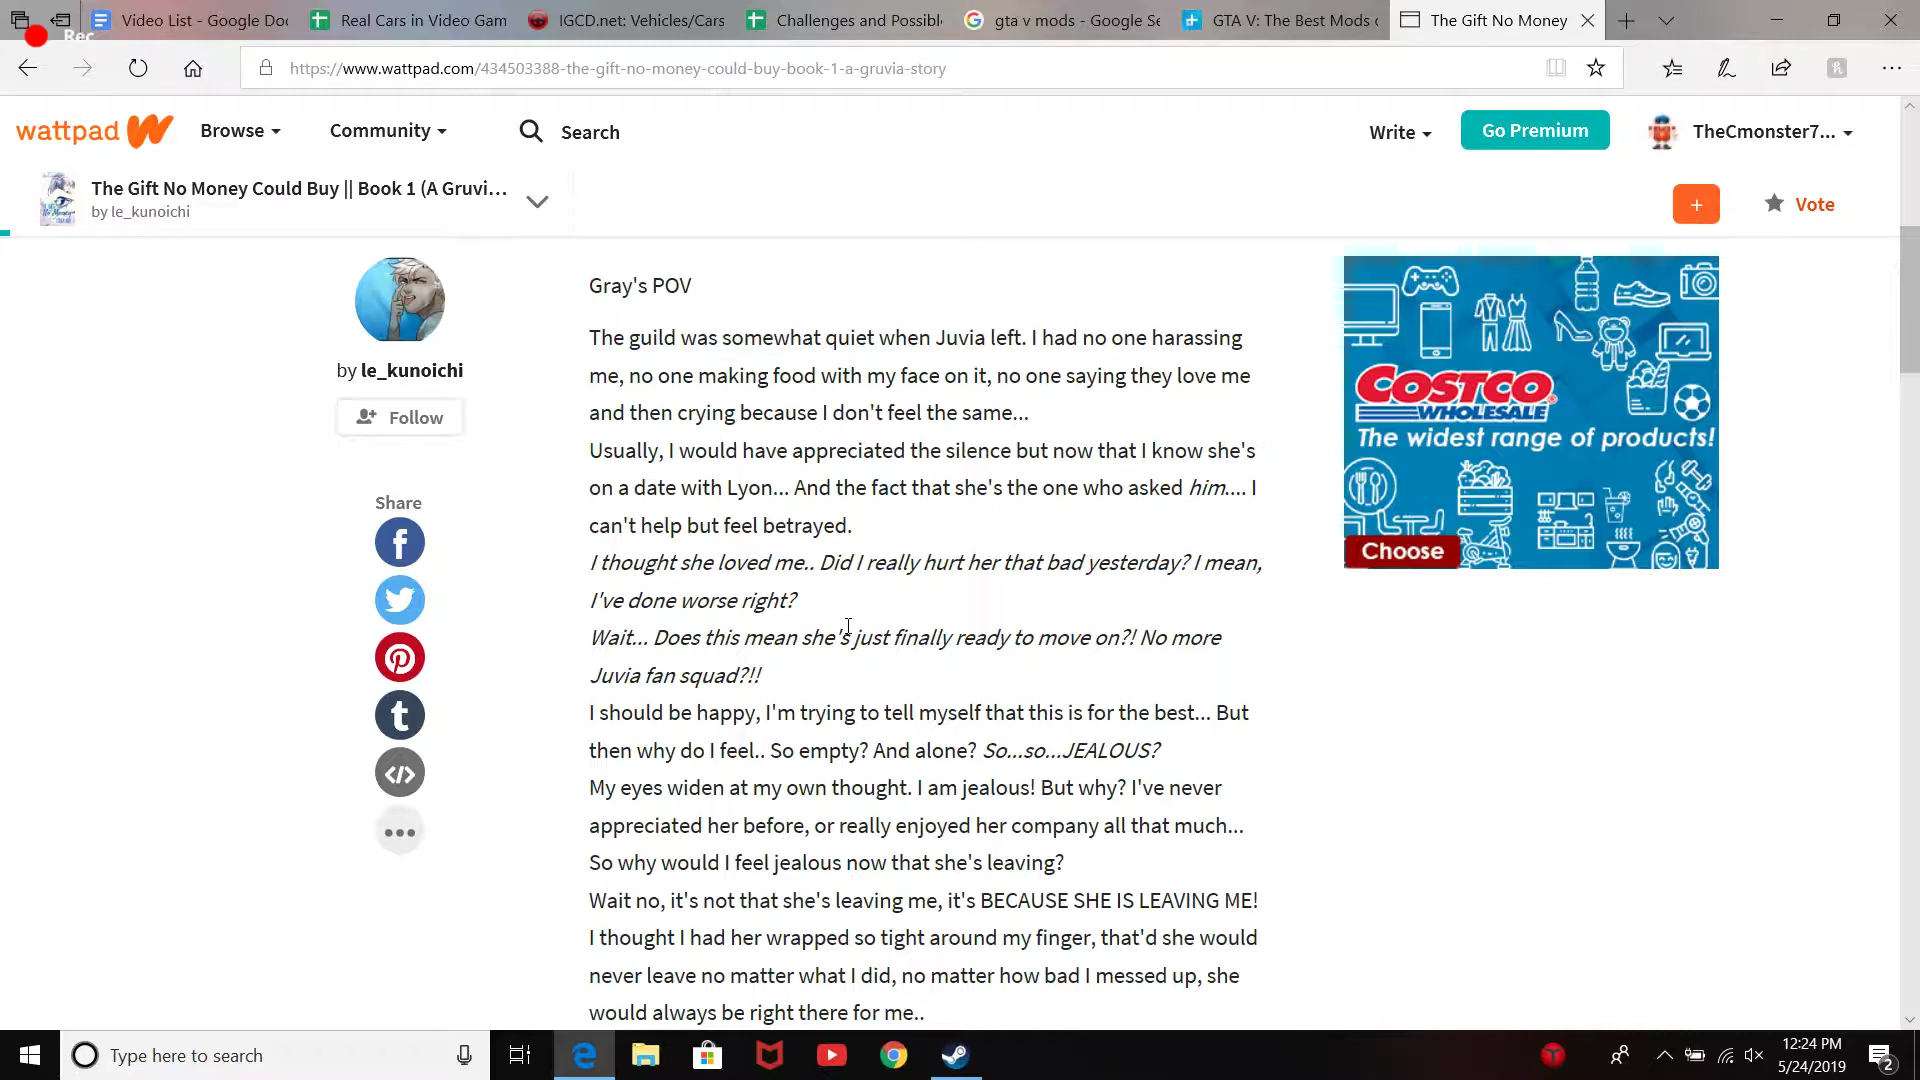 Video List - Google Doc
Real Cars in Video Gam
IGCD.net: Vehicles/Cars
Challenges and Possibl
gta v mods - Google Se
GTA V: The Best Mods
The Gift No Money
Rec
https://www.wattpad.com/434503388-the-gift-no-money-could-buy-book-1-a-gruvia-story
wattpad
Browse
Community
Search
Write
Go Premium
TheCmonster7...
The Gift No Money Could Buy || Book 1 (A Gruvi...
by le_kunoichi
+
Vote
by le_kunoichi
Follow
Share
Gray's POV
The guild was somewhat quiet when Juvia left. I had no one harassing
me, no one making food with my face on it, no one saying they love me
and then crying because I don't feel the same...
Usually, I would have appreciated the silence but now that I know she's
on a date with Lyon... And the fact that she's the one who asked him.... I
can't help but feel betrayed.
I thought she loved me.. Did I really hurt her that bad yesterday? I mean,
I've done worse right?
Wait... Does this mean she's just finally ready to move on?! No more
Juvia fan squad?!!
I should be happy, I'm trying to tell myself that this is for the best... But
then why do I feel.. So empty? And alone? So...so...JEALOUS?
My eyes widen at my own thought. I am jealous! But why? I've never
appreciated her before, or really enjoyed her company all that much...
So why would I feel jealous now that she's leaving?
Wait no, it's not that she's leaving me, it's BECAUSE SHE IS LEAVING ME!
I thought I had her wrapped so tight around my finger, that'd she would
never leave no matter what I did, no matter how bad I messed up, she
would always be right there for me..
COSTCO
WHOLESALE
The widest range of products!
Choose
Type here to search
12:24 PM
5/24/2019
2